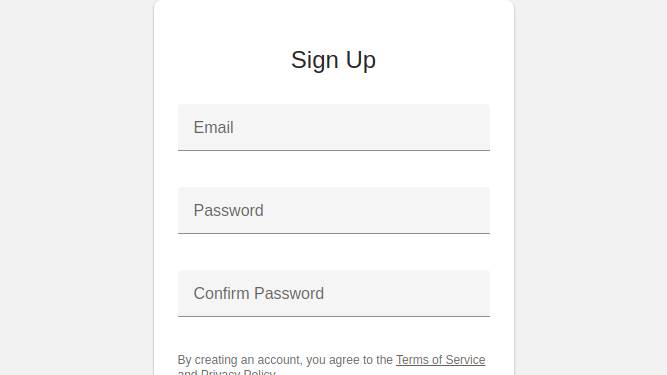 Sign Up
Email
Password
Confirm Password
By creating an account, you agree to the Terms of Service
and Privacy Policy